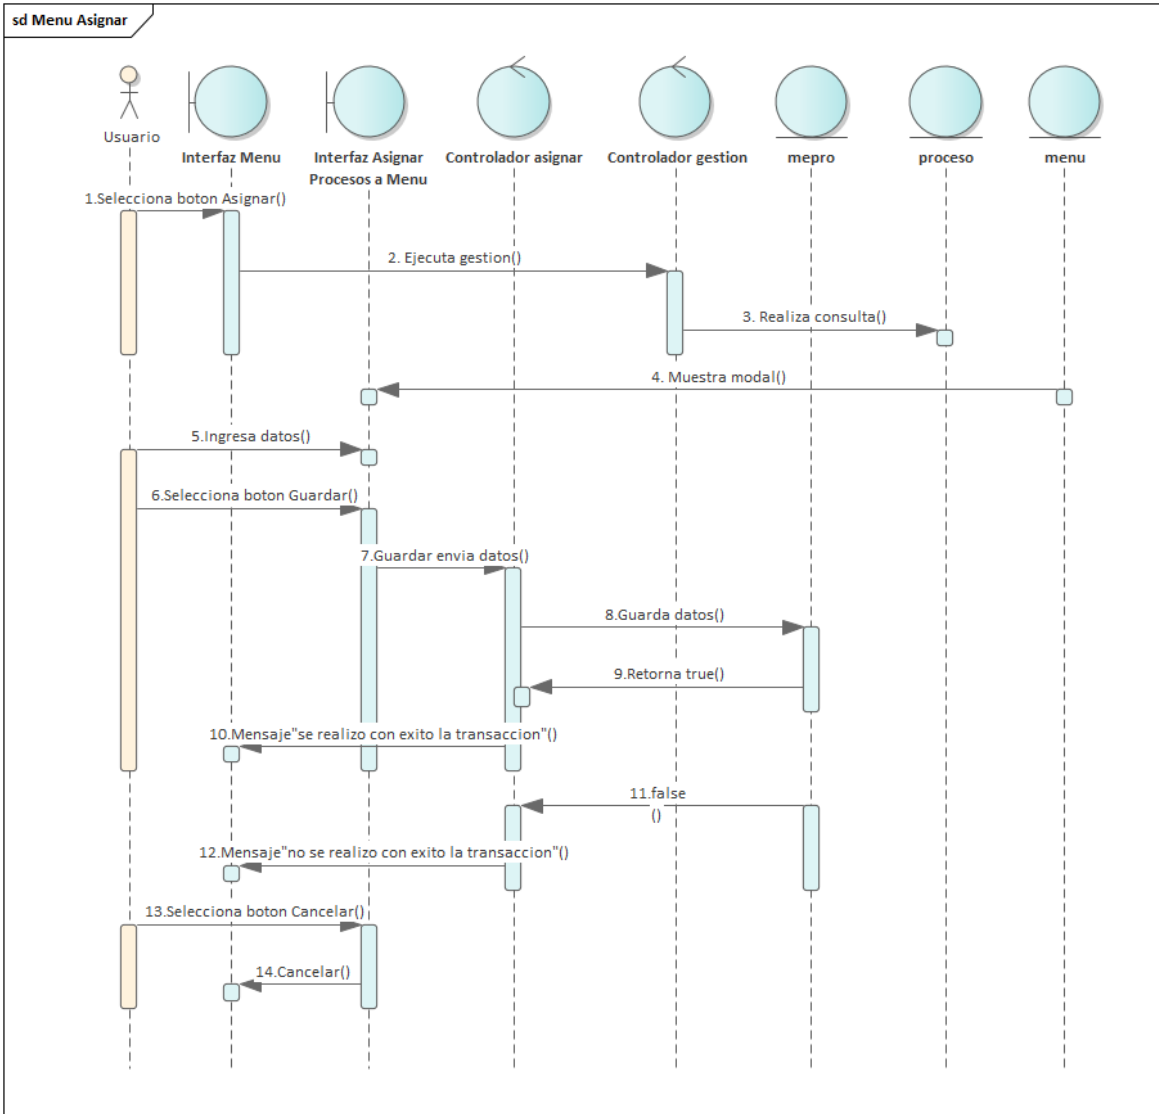 sd Menu Asignar
Usuario
Interfaz Menu
Interfaz Asignar
Procesos a Menu
Controlador asignar
Controlador gestion
mepro
proceso
menu
1.Selecciona boton Asignar()
2. Ejecuta gestion()
3. Realiza consulta()
4. Muestra modal()
5.Ingresa datos()
6.Selecciona boton Guardar()
7.Guardar envia datos()
8.Guarda datos()
9.Retorna true()
10.Mensaje"se realizo con exito la transaccion"()
11.false
()
12.Mensaje"no se realizo con exito la transaccion"()
13.Selecciona boton Cancelar()
14.Cancelar()